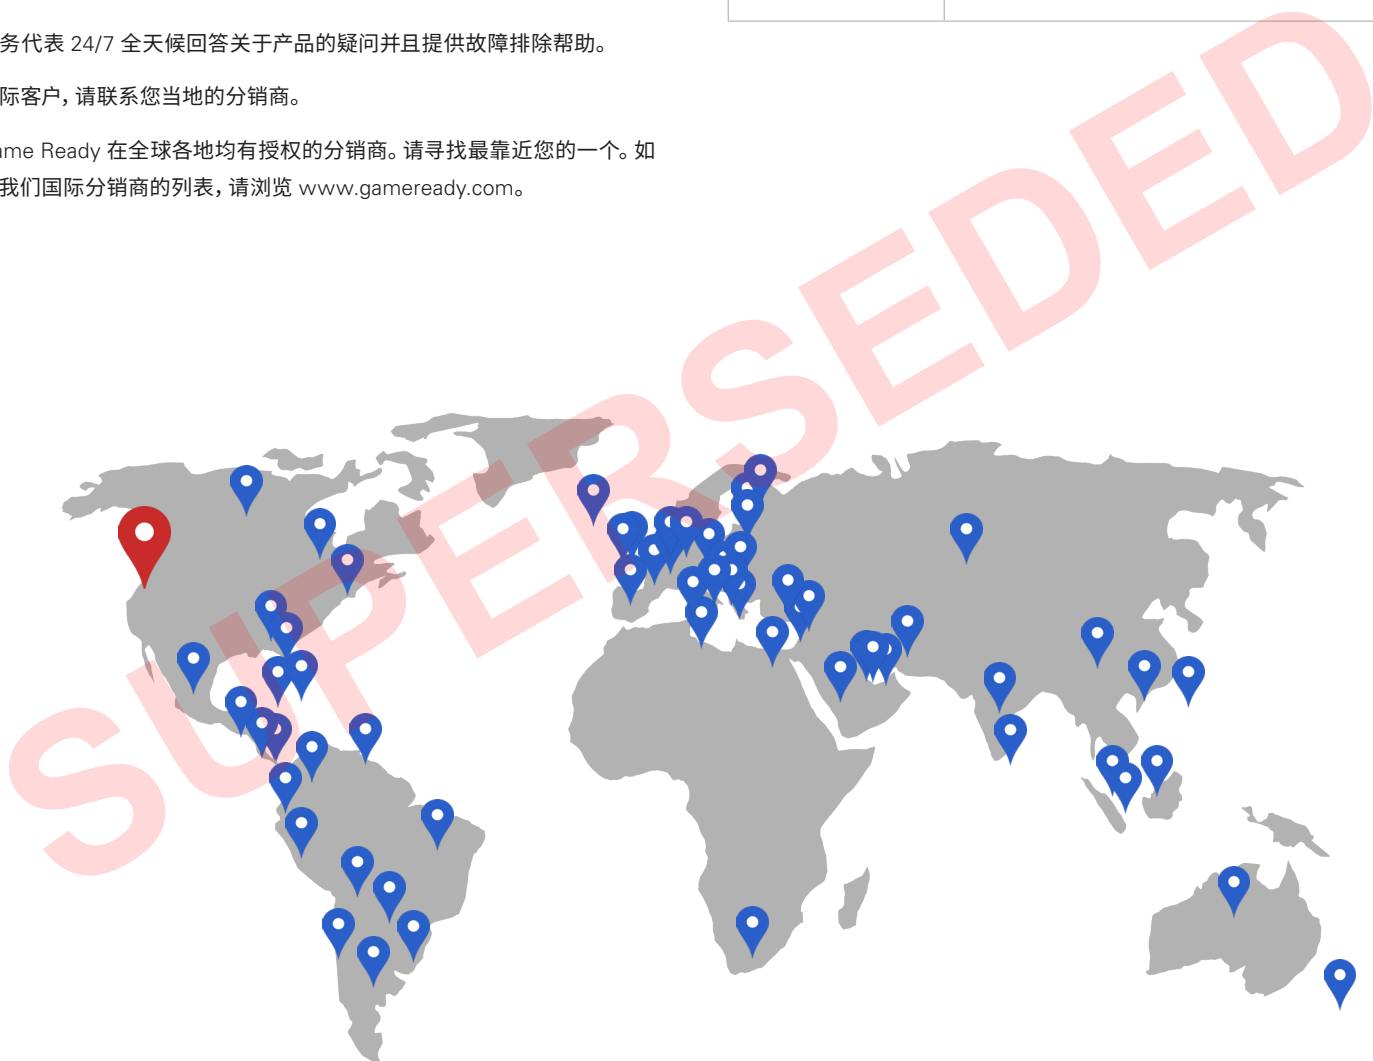 务代表 24/7 全天候回答关于产品的疑问并且提供故障排除帮助。
际客户，请联系您当地的分销商。
ame Ready 在全球各地均有授权的分销商。请寻找最靠近您的一个。如
我们国际分销商的列表，请浏览 www.gameready.com。
SUPERSEDED